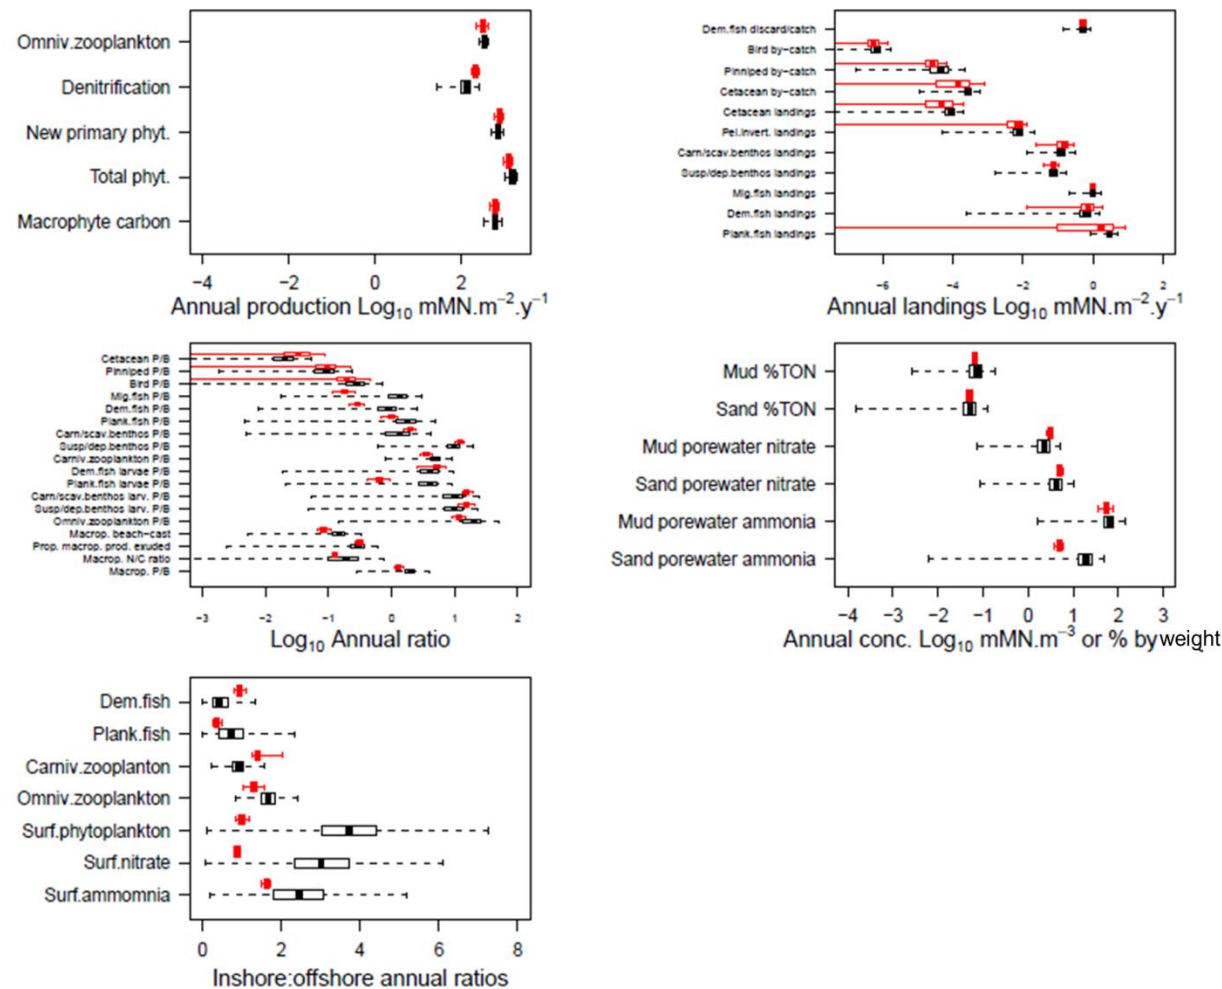 Omniv.zooplankton
Denitrification
New primary phyt.
Total phyt.
Macrophyte carbon
−4 −2 0 2
Annual production Log10 mMN.m−2.y−1
Dem.fish discard/catch
Bird by−catch
Pinniped by−catch
Cetacean by−catch
Cetacean landings
Pel.invert. landings
Carn/scav.benthos landings
Susp/dep.benthos landings
Mig.fish landings
Dem.fish landings
Plank.fish landings
−6 −4 −2 0 2
Annual landings Log10 mMN.m−2.y−1
Cetacean P/B
Pinniped P/B
Bird P/B
Mig.fish P/B
Dem.fish P/B
Plank.fish P/B
Carn/scav.benthos P/B
Susp/dep.benthos P/B
Carniv.zooplankton P/B
Dem.fish larvae P/B
Plank.fish larvae P/B
Carn/scav.benthos larv. P/B
Susp/dep.benthos larv. P/B
Omniv.zooplankton P/B
Macrop. beach−cast
Prop. macrop. prod. exuded
Macrop. N/C ratio
Macrop. P/B
−3 −2 −1 0 1 2
Log10 Annual ratio
Mud %TON
Sand %TON
Mud porewater nitrate
Sand porewater nitrate
Mud porewater ammonia
Sand porewater ammonia
−4 −3 −2 −1 0 1 2 3
Annual conc. Log10 mMN.m−3 or % by weight
Dem.fish
Plank.fish
Carniv.zooplanton
Omniv.zooplankton
Surf.phytoplankton
Surf.nitrate
Surf.ammomnia
0 2 4 6 8
Inshore:offshore annual ratios